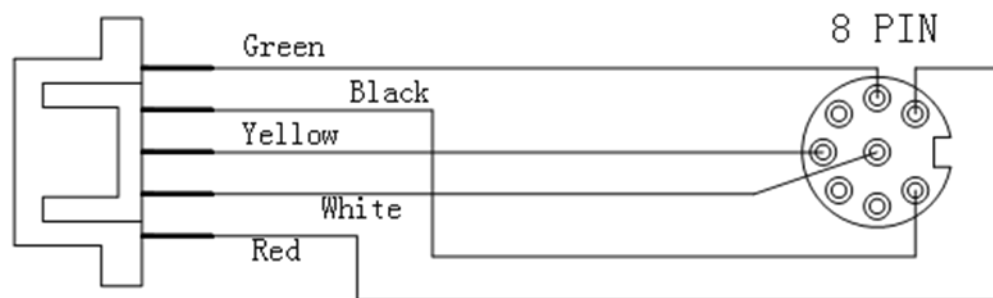 8 PIN
Green
Black
Yellow
White
Red